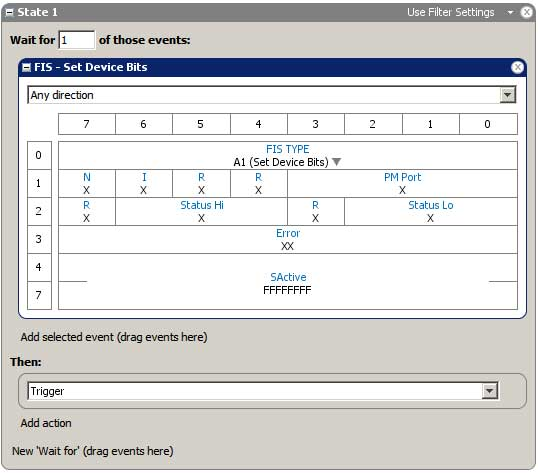 State 1 Use Filter Settings
Wait for 1 of those events:
FIS - Set Device Bits
Any direction
7 6 5 4 3 2 1 0
0 FIS TYPE
A1 (Set Device Bits)
1 N I R R PM Port
X X X X X
2 R Status Hi R Status Lo
X X X X
3 Error
XX
4
SActive
7 FFFFFFFF
Add selected event (drag events here)
Then:
Trigger
Add action
New 'Wait for' (drag events here)